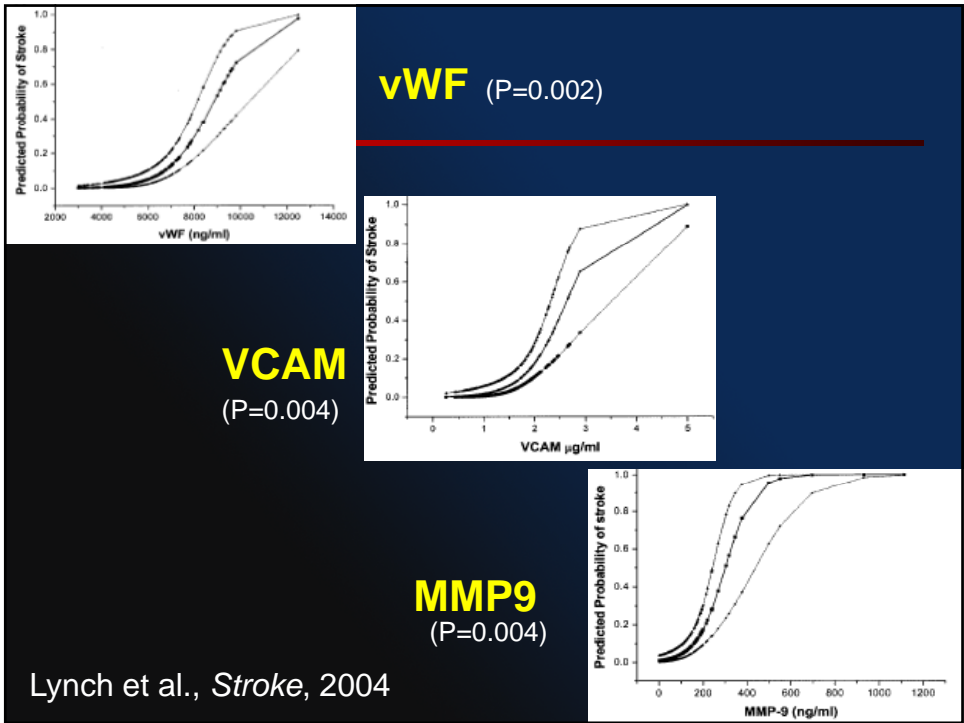 Predicted Probability of Stroke
1.0
0.8
0.6
0.4
0.2
0.0
2000 4000 6000 8000 10000 12000 14000
vWF (ng/ml)
vWF (P=0.002)
Predicted Probability of Stroke
1.0
0.8
0.6
0.4
0.2
0.0
0 1 2 3 4 5
VCAM µg/ml
VCAM
(P=0.004)
Predicted Probability of stroke
1.0
0.8
0.6
0.4
0.2
0.0
0 200 400 600 800 1000 1200
MMP-9 (ng/ml)
MMP9
(P=0.004)
Lynch et al., Stroke, 2004